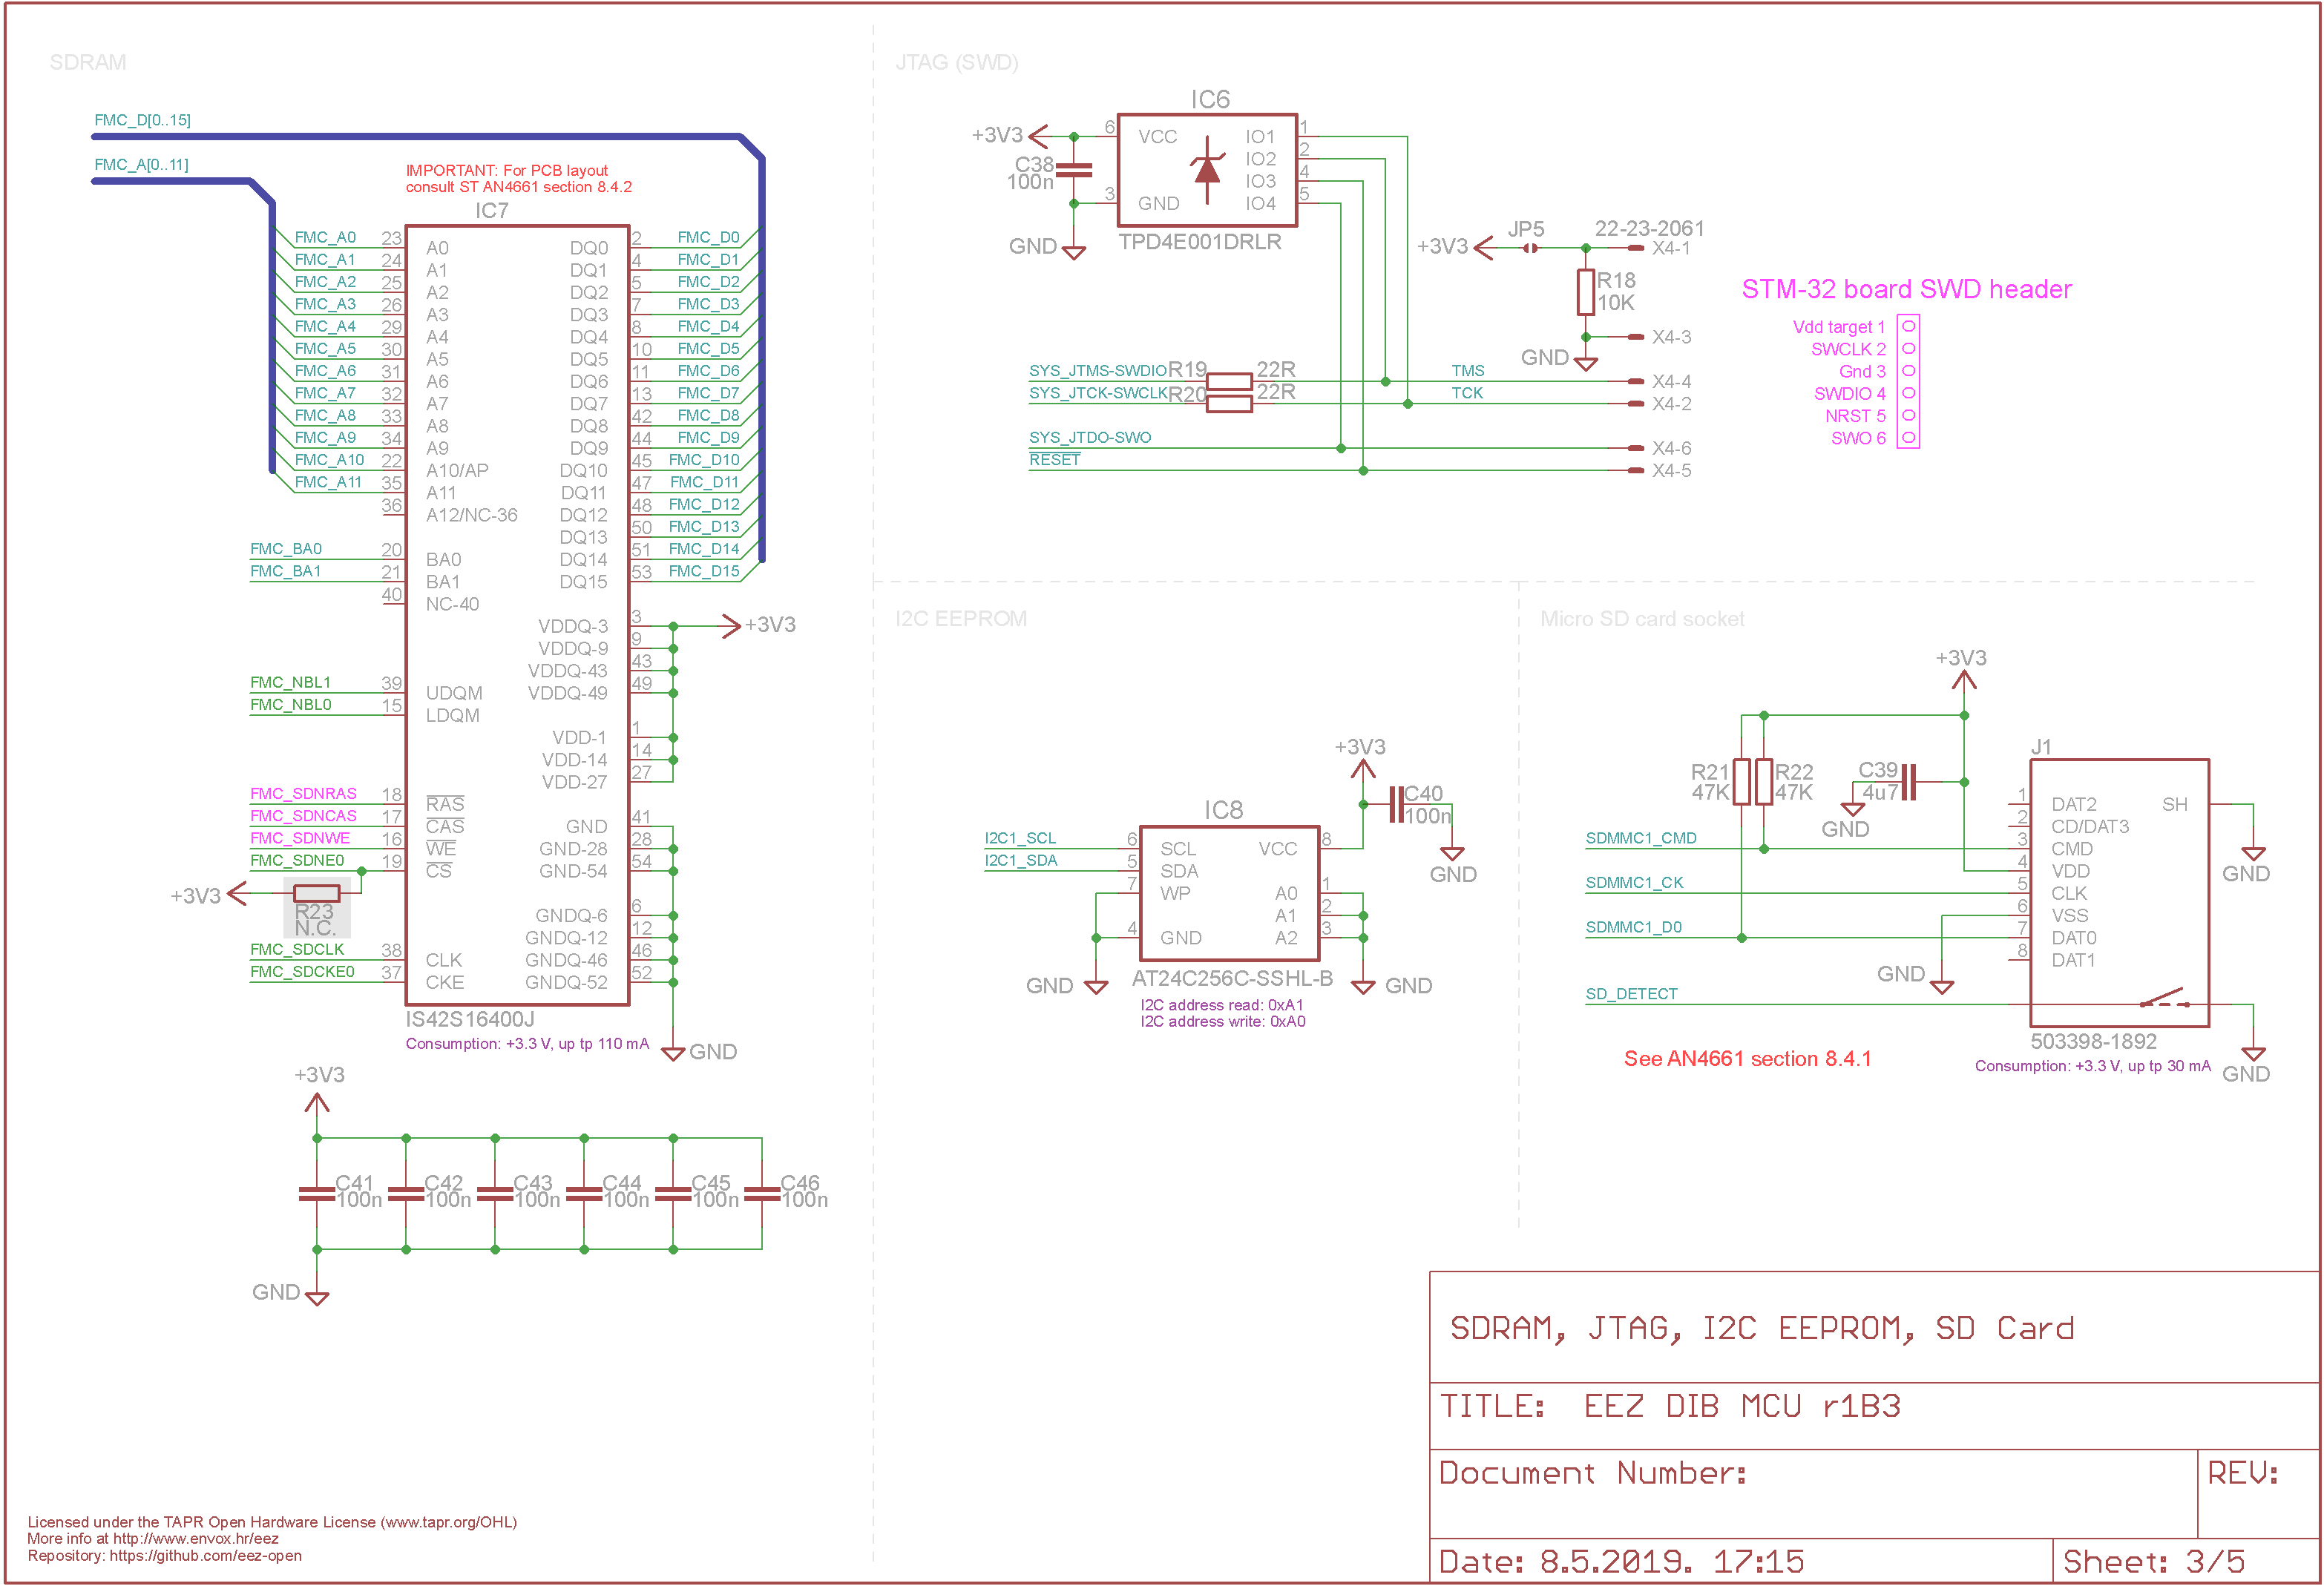 SDRAM
FMC_D[0..15]
FMC_A[0..11]
IMPORTANT: For PCB layout
consult ST AN4661 section 8.4.2
IC7
FMC_A0 23 A0 DQ0 2 FMC_D0
FMC_A1 24 A1 DQ1 4 FMC_D1
FMC_A2 25 A2 DQ2 5 FMC_D2
FMC_A3 26 A3 DQ3 7 FMC_D3
FMC_A4 29 A4 DQ4 8 FMC_D4
FMC_A5 30 A5 DQ5 10 FMC_D5
FMC_A6 31 A6 DQ6 11 FMC_D6
FMC_A7 32 A7 DQ7 13 FMC_D7
FMC_A8 33 A8 DQ8 42 FMC_D8
FMC_A9 34 A9 DQ9 44 FMC_D9
FMC_A10 22 A10/AP DQ10 45 FMC_D10
FMC_A11 35 A11 DQ11 47 FMC_D11
36 A12/NC-36 DQ12 48 FMC_D12
DQ13 50 FMC_D13
FMC_BA0 20 BA0 DQ14 51 FMC_D14
FMC_BA1 21 BA1 DQ15 53 FMC_D15
40 NC-40
VDDQ-3 3 +3V3
VDDQ-9 9
VDDQ-43 43
FMC_NBL1 39 UDQM VDDQ-49 49
FMC_NBL0 15 LDQM
VDD-1 1
VDD-14 14
VDD-27 27
FMC_SDNRAS 18 RAS
FMC_SDNCAS 17 CAS GND 41
FMC_SDNWE 16 WE GND-28 28
FMC_SDNE0 19 CS GND-54 54
+3V3
R23
N.C.
GNDQ-6 6
GNDQ-12 12
FMC_SDCLK 38 CLK GNDQ-46 46
FMC_SDCKE0 37 CKE GNDQ-52 52
IS42S16400J
Consumption: +3.3 V, up tp 110 mA
GND
+3V3
C41 C42 C43 C44 C45 C46
100n 100n 100n 100n 100n 100n
GND
JTAG (SWD)
IC6
+3V3 6 VCC IO1 1
C38 IO2 2
100n IO3 4
3 GND IO4 5
GND
TPD4E001DRLR
+3V3 JP5 22-23-2061
X4-1
R18
10K
X4-3
GND
SYS_JTMS-SWDIO R19 22R TMS X4-4
SYS_JTCK-SWCLK R20 22R TCK X4-2
SYS_JTDO-SWO X4-6
RESET X4-5
STM-32 board SWD header
Vdd target 1
SWCLK 2
Gnd 3
SWDIO 4
NRST 5
SWO 6
I2C EEPROM
+3V3
C40
100n
GND
IC8
I2C1_SCL 6 SCL VCC 8
I2C1_SDA 5 SDA
7 WP A0 1
A1 2
4 GND A2 3
GND AT24C256C-SSHL-B GND
I2C address read: 0xA1
I2C address write: 0xA0
Micro SD card socket
+3V3
R21 R22
47K 47K
C39
4u7
GND
J1
1 DAT2 SH
2 CD/DAT3
SDMMC1_CMD 3 CMD
4 VDD
SDMMC1_CK 5 CLK
6 VSS
SDMMC1_D0 7 DAT0
8 DAT1
GND
GND
SD_DETECT
503398-1892
See AN4661 section 8.4.1
Consumption: +3.3 V, up tp 30 mA
GND
SDRAM, JTAG, I2C EEPROM, SD Card
TITLE: EEZ DIB MCU r1B3
Document Number:
REV:
Date: 8.5.2019. 17:15
Sheet: 3/5
Licensed under the TAPR Open Hardware License (www.tapr.org/OHL)
More info at http://www.envox.hr/eez
Repository: https://github.com/eez-open